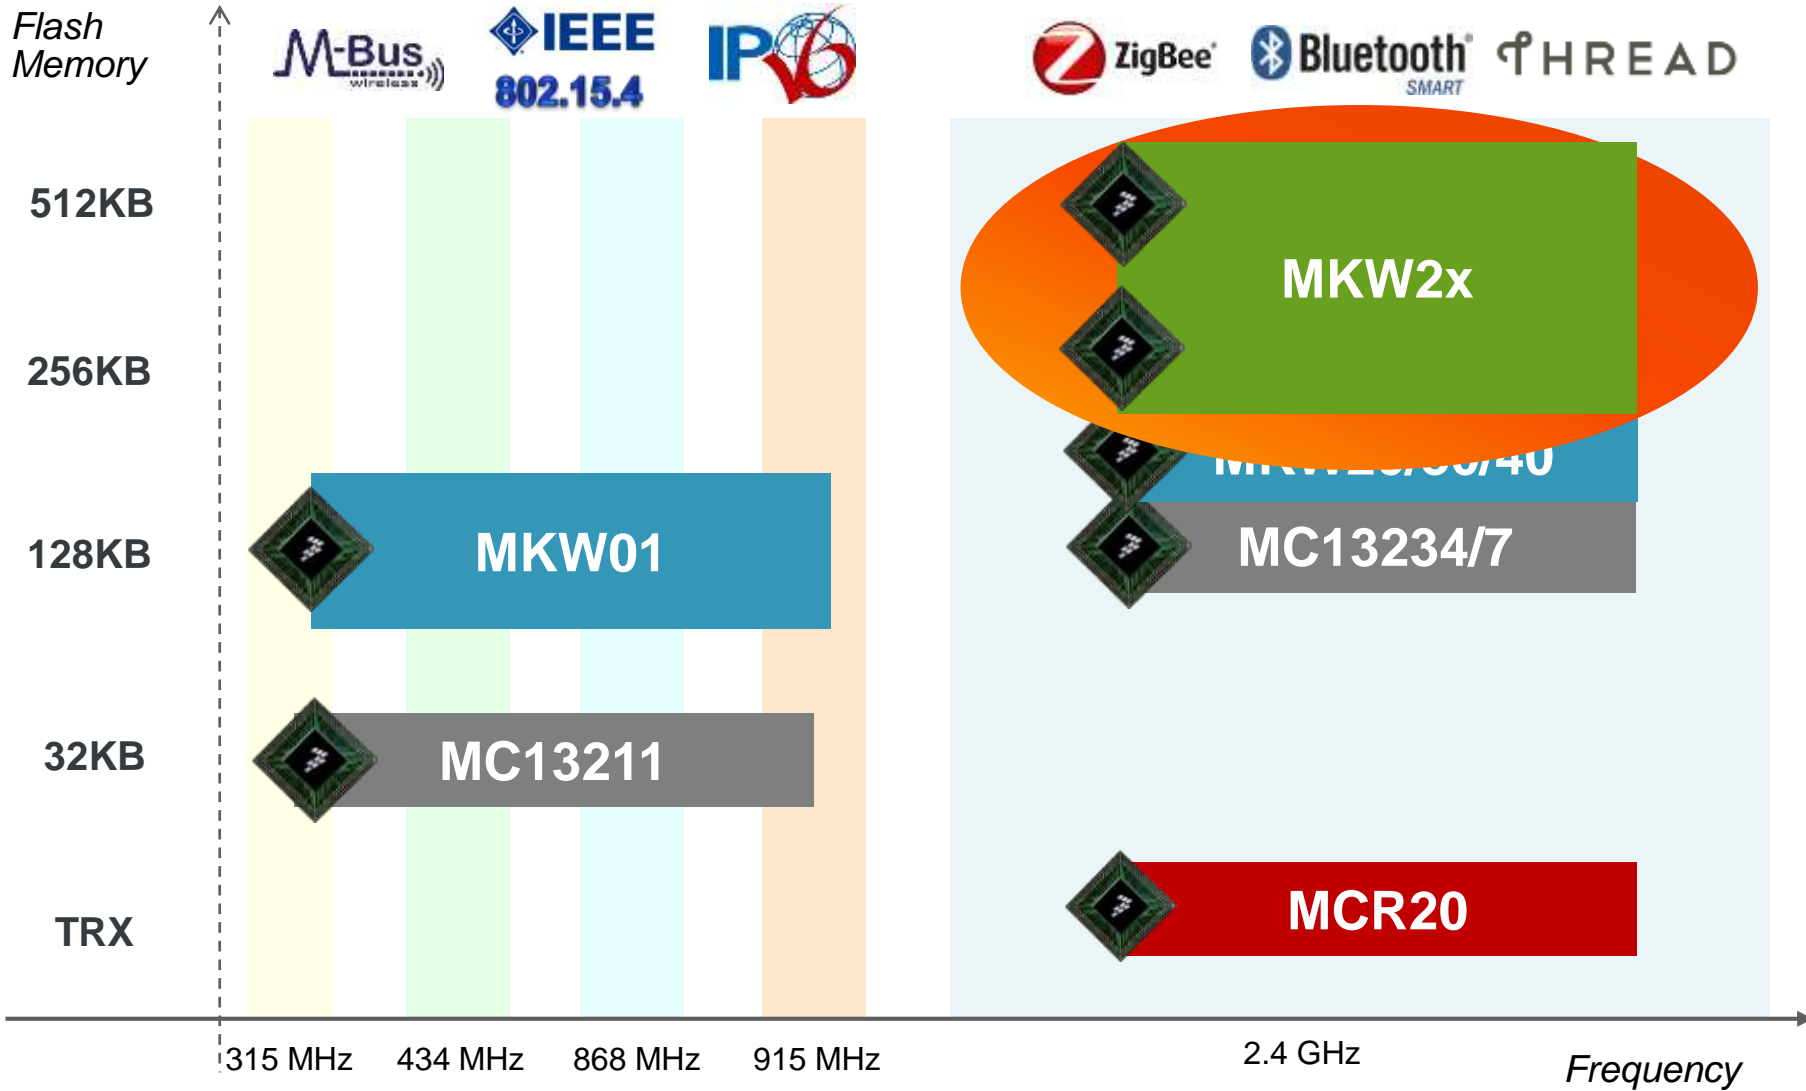 Flash
Memory
M-Bus
wireless
IEEE
802.15.4
IPv6
ZigBee®
Bluetooth®
SMART
THREAD
512KB
MKW2x
256KB
128KB
MKW01
MC13234/7
32KB
MC13211
TRX
MCR20
315 MHz
434 MHz
868 MHz
915 MHz
2.4 GHz
Frequency